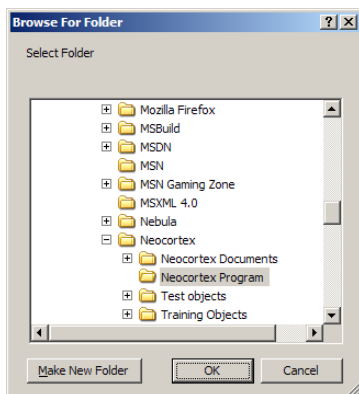 Browse For Folder
Select Folder
Mozilla Firefox
MSBuild
MSDN
MSN
MSN Gaming Zone
MSXML 4.0
Nebula
Neocortex
Neocortex Documents
Neocortex Program
Test objects
Training Objects
Make New Folder OK Cancel